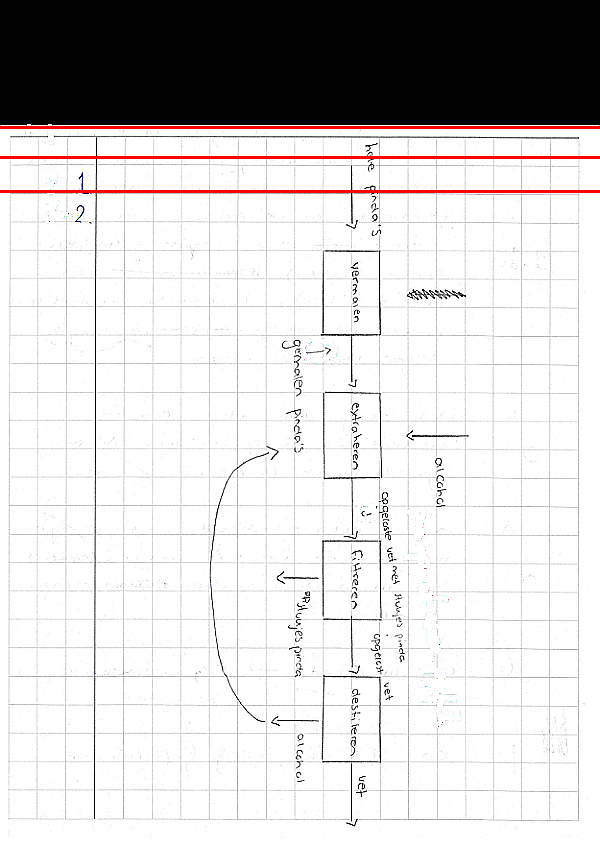 1
2.
hele pinda's
vermalen
gemalen pinda's
extraheren
alcohol
opgeloste vet met stukjes pinda
filtreren
stukjes pinda
opgelost vet
destilleren
alcohol
vet